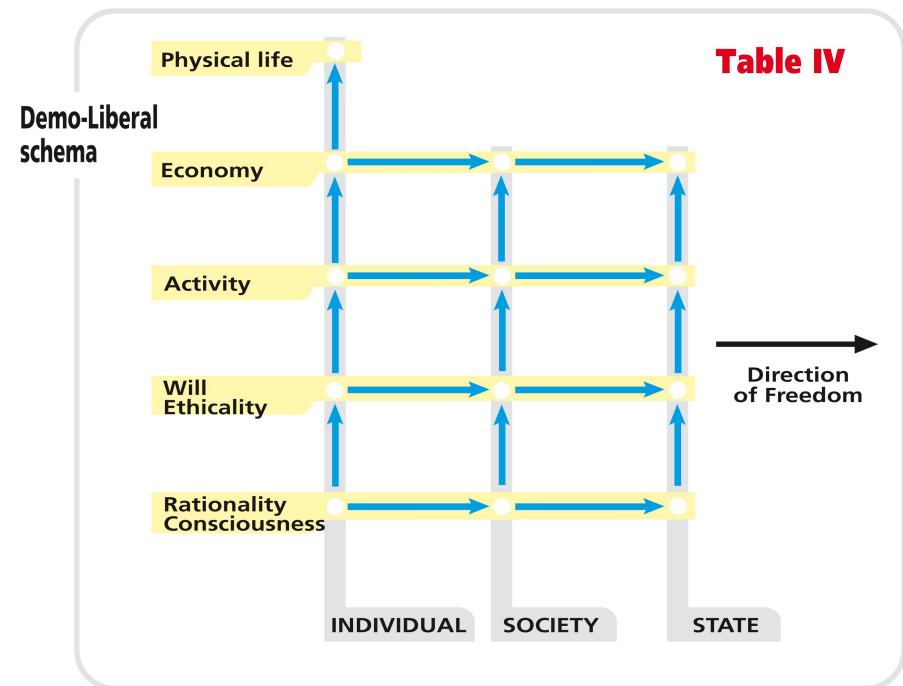 Table IV
Demo-Liberal
schema
Physical life
Economy
Activity
Will
Ethicality
Rationality
Consciousness
Direction
of Freedom
INDIVIDUAL
SOCIETY
STATE